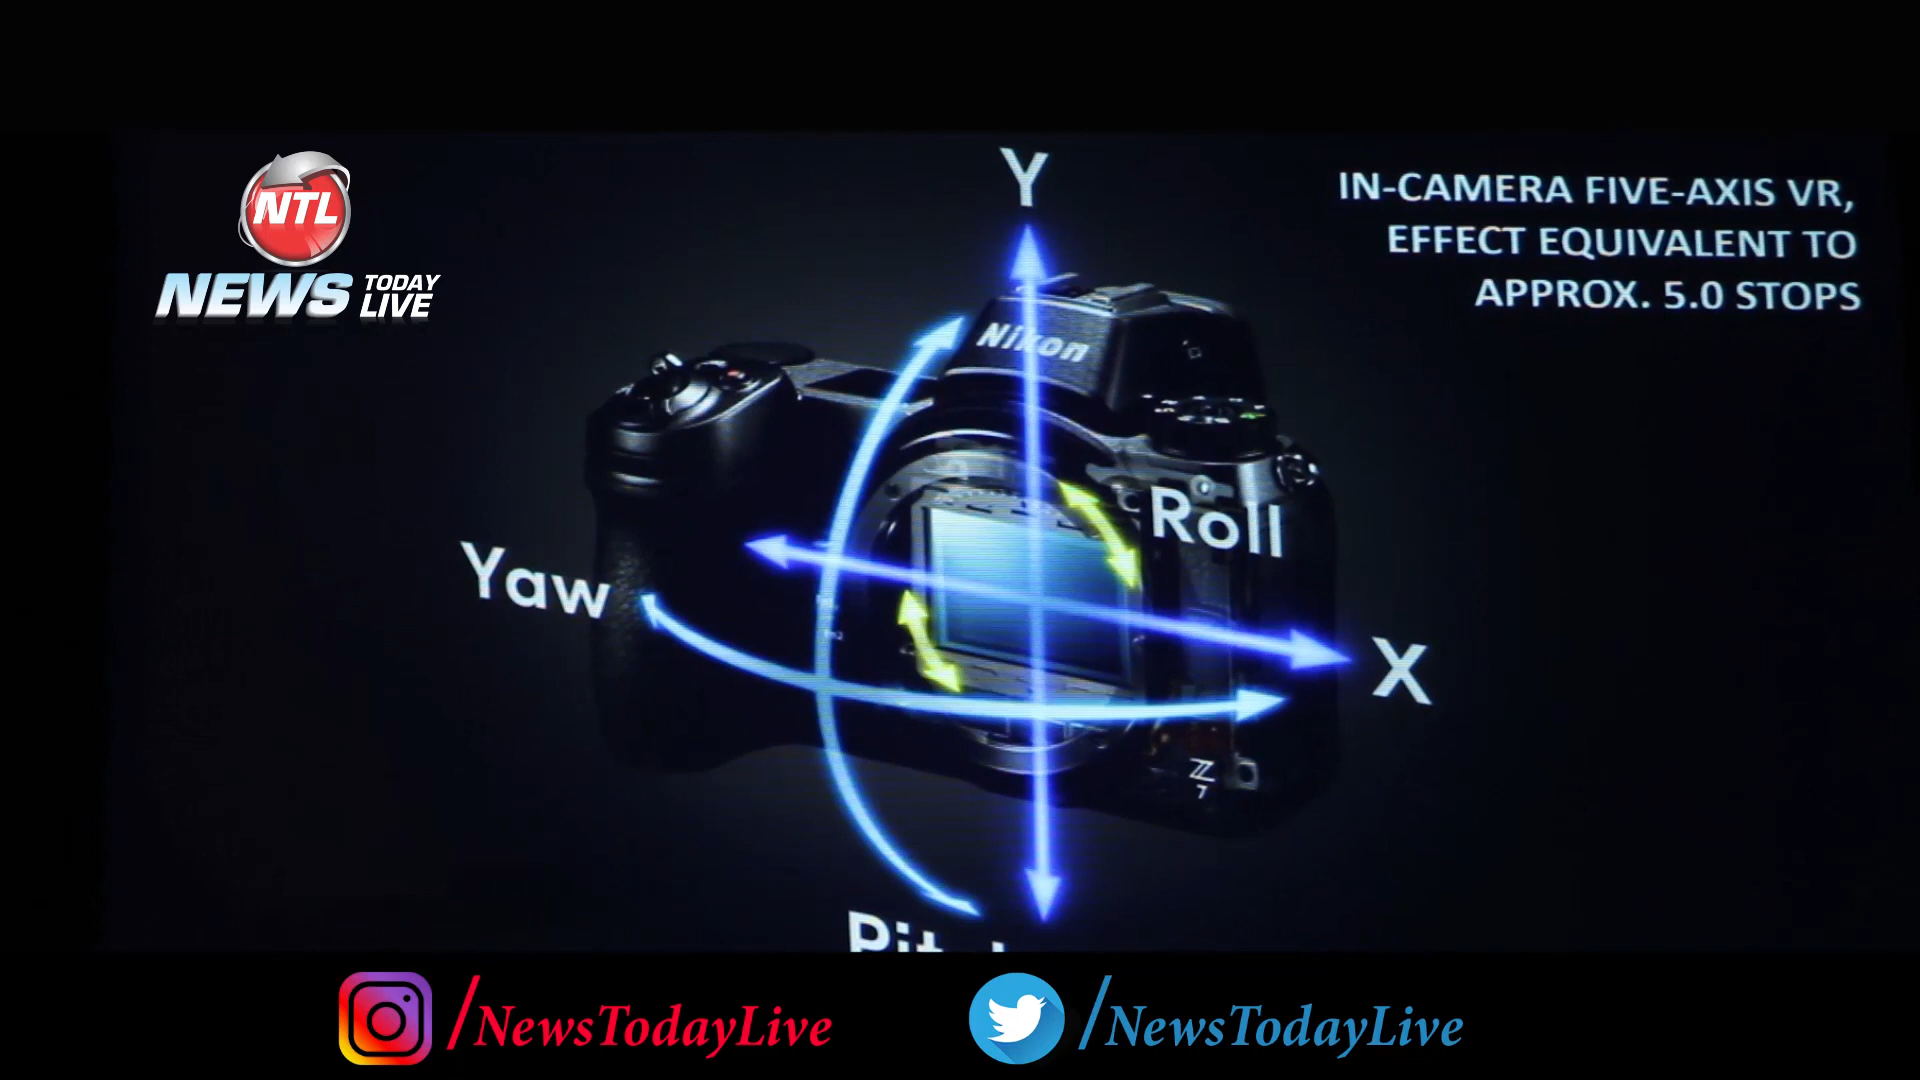 NTL
NEWS TODAY LIVE
IN-CAMERA FIVE-AXIS VR,
EFFECT EQUIVALENT TO
APPROX. 5.0 STOPS
Y
Nikon
Roll
Yaw
X
Z
7
/NewsTodayLive
/NewsTodayLive